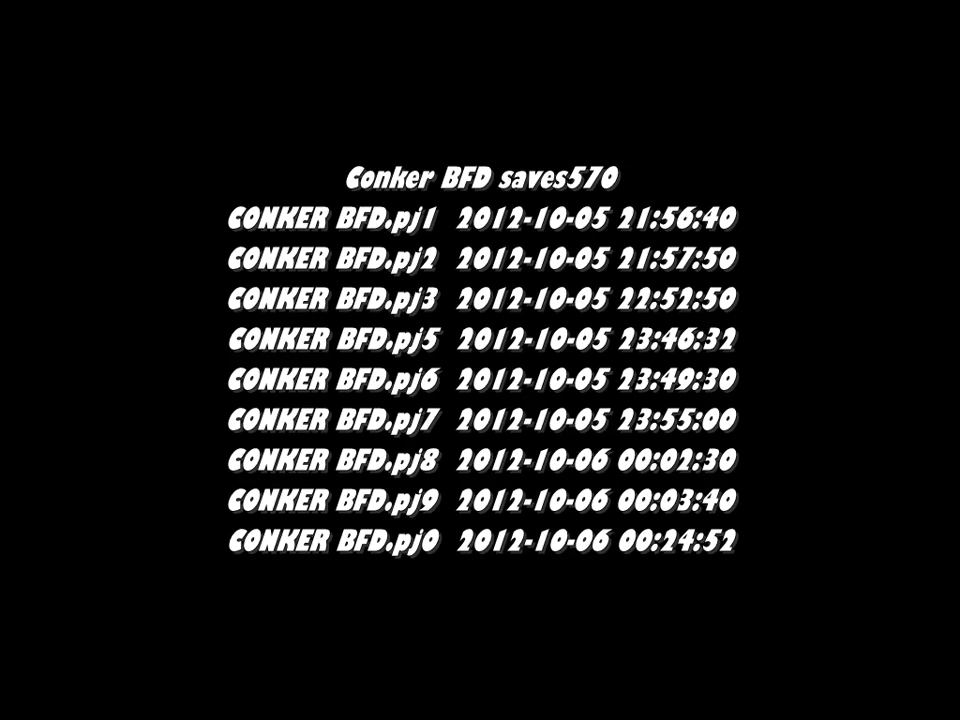 Conker BFD saves570
CONKER BFD.pj1 2012-10-05 21:56:40
CONKER BFD.pj2 2012-10-05 21:57:50
CONKER BFD.pj3 2012-10-05 22:52:50
CONKER BFD.pj5 2012-10-05 23:46:32
CONKER BFD.pj6 2012-10-05 23:49:30
CONKER BFD.pj7 2012-10-05 23:55:00
CONKER BFD.pj8 2012-10-06 00:02:30
CONKER BFD.pj9 2012-10-06 00:03:40
CONKER BFD.pj0 2012-10-06 00:24:52